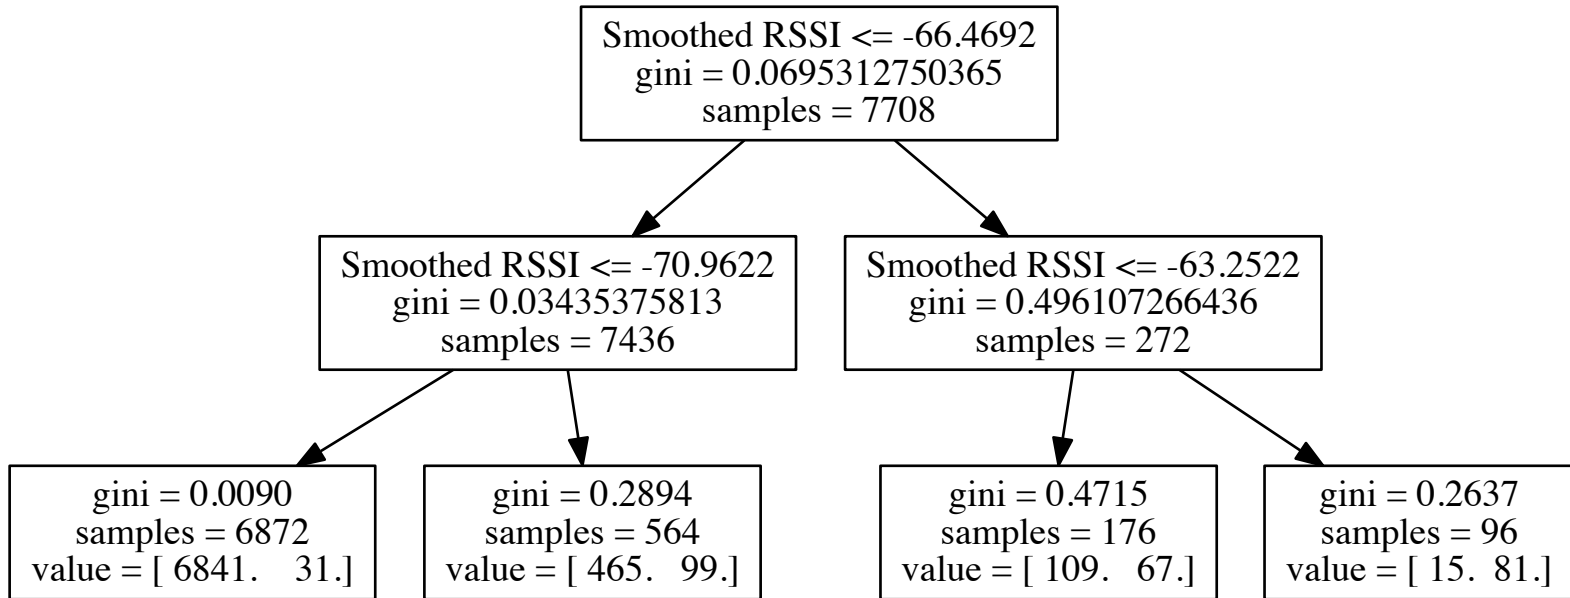 Smoothed RSSI <= -66.4692
gini = 0.0695312750365
samples = 7708
Smoothed RSSI <= -70.9622
gini = 0.03435375813
samples = 7436
Smoothed RSSI <= -63.2522
gini = 0.496107266436
samples = 272
gini = 0.0090
samples = 6872
value = [ 6841.    31.]
gini = 0.2894
samples = 564
value = [ 465.   99.]
gini = 0.4715
samples = 176
value = [ 109.   67.]
gini = 0.2637
samples = 96
value = [ 15.  81.]